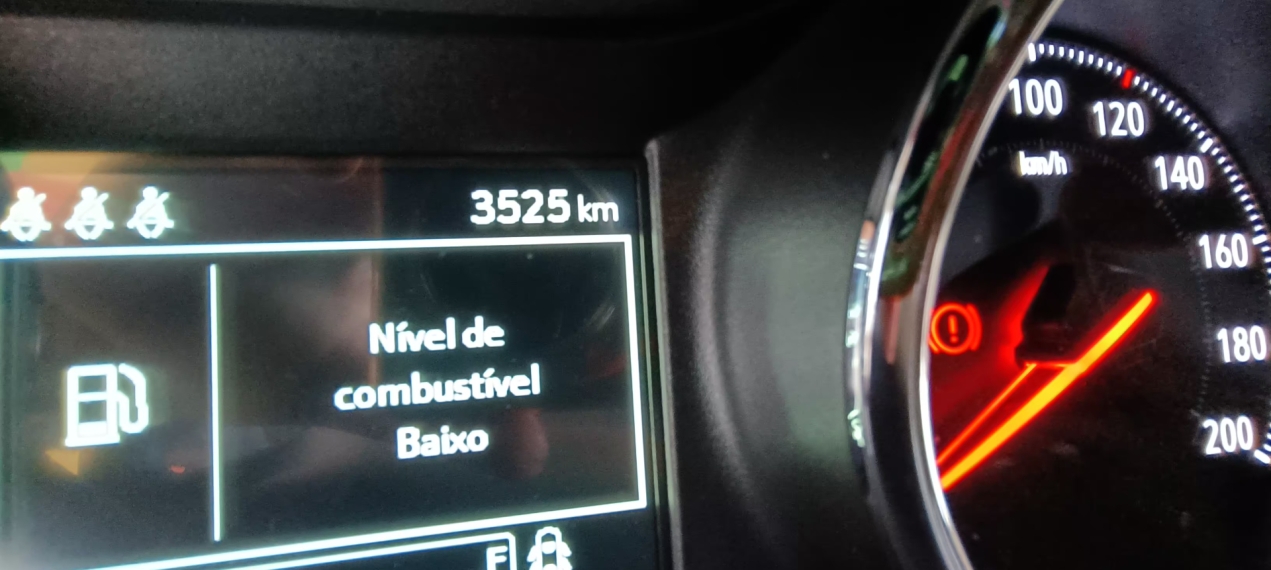 3525 km
Nível de
combustível
Baixo
F
100
120
km/h
140
160
180
200